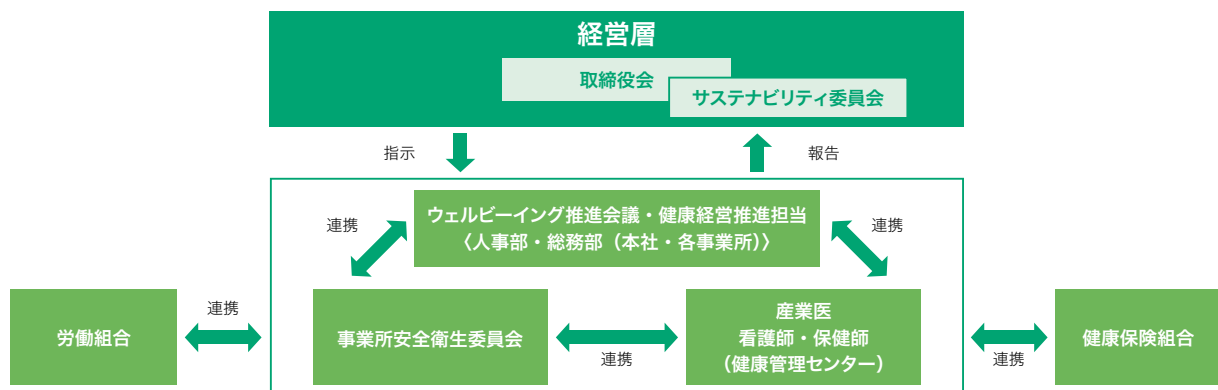 経営層
取締役会
サステナビリティ委員会
指示
報告
ウェルビーイング推進会議・健康経営推進担当
〈人事部・総務部（本社・各事業所）〉
連携
連携
労働組合
連携
事業所安全衛生委員会
連携
産業医
看護師・保健師
（健康管理センター）
連携
健康保険組合